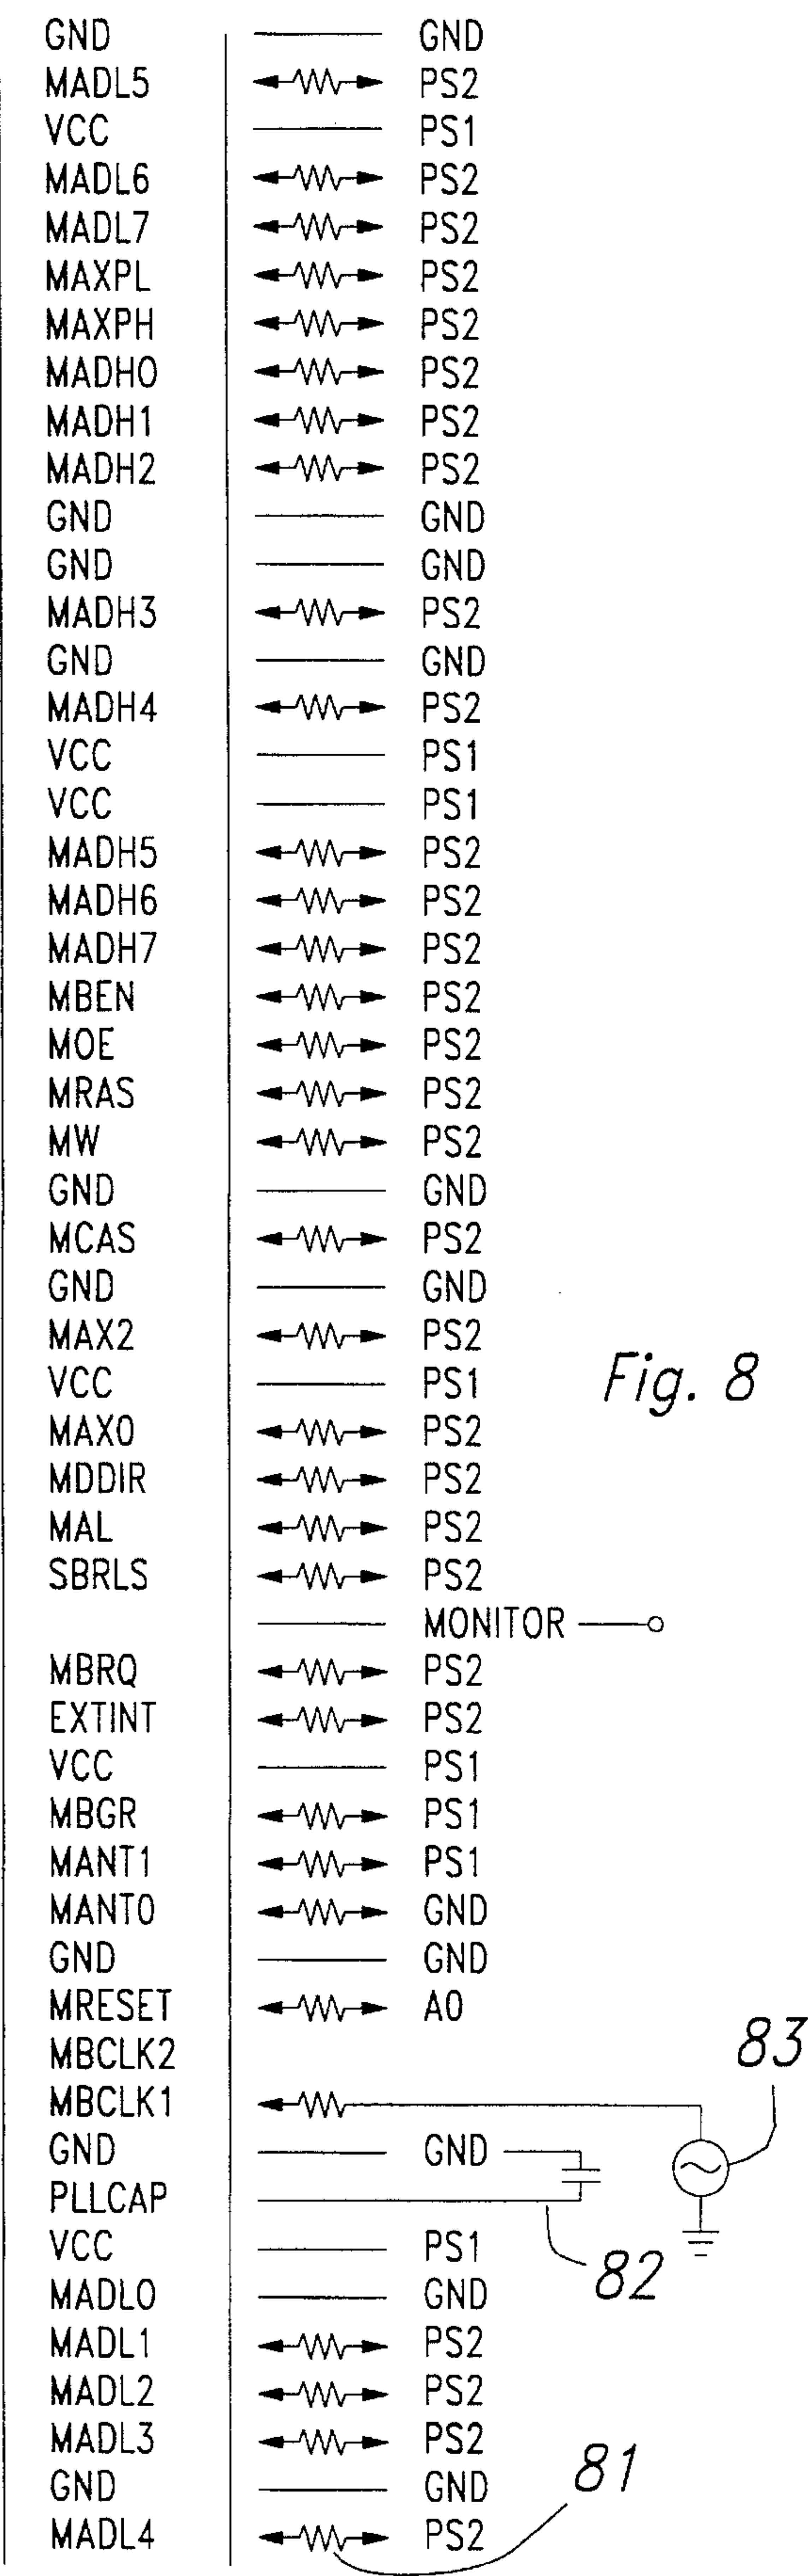 GND GND
MADL5 PS2
VCC PS1
MADL6 PS2
MADL7 PS2
MAXPL PS2
MAXPH PS2
MADH0 PS2
MADH1 PS2
MADH2 PS2
GND GND
GND GND
MADH3 PS2
GND GND
MADH4 PS2
VCC PS1
VCC PS1
MADH5 PS2
MADH6 PS2
MADH7 PS2
MBEN PS2
MOE PS2
MRAS PS2
MW PS2
GND GND
MCAS PS2
GND GND
MAX2 PS2
VCC PS1
Fig. 8
MAX0 PS2
MDDIR PS2
MAL PS2
SBRLS PS2
MONITOR
MBRQ PS2
EXTINT PS2
VCC PS1
MBGR PS1
MANT1 PS1
MANT0 GND
GND GND
MRESET A0
MBCLK2
83
MBCLK1
GND GND
PLLCAP
VCC PS1
82
MADL0 GND
MADL1 PS2
MADL2 PS2
MADL3 PS2
81
GND GND
MADL4 PS2